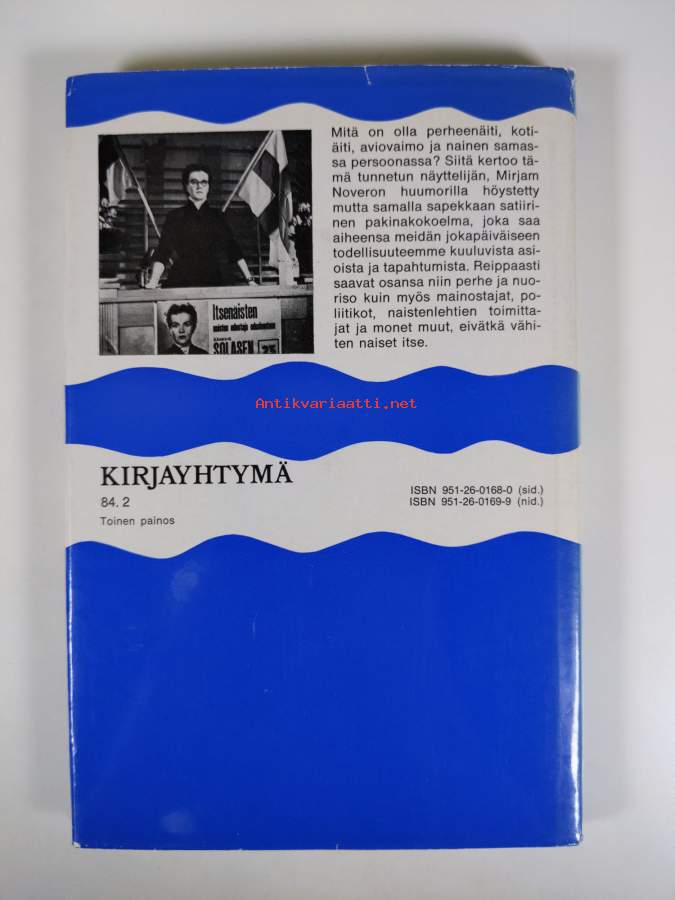 Mitä on olla perheenäiti, koti-
äiti, aviovaimo ja nainen samas-
sa persoonassa? Siitä kertoo tä-
mä tunnetun näyttelijän, Mirjam
Noveron huumorilla höystetty
mutta samalla sapekkaan satiiri-
nen pakinakokoelma, joka saa
aiheensa meidän jokapäiväiseen
todellisuuteemme kuuluvista asi-
oista ja tapahtumista. Reippaasti
saavat osansa niin perhe ja nuo-
riso kuin myös mainostajat, po-
liitikot, naistenlehtien toimitta-
jat ja monet muut, eivätkä vähi-
ten naiset itse.
Itsenäisten
naisten
SOLASEN
Antikvariaatti.net
KIRJAYHTYMÄ
84.2
Toinen painos
ISBN 951-26-0168-0 (sid.)
ISBN 951-26-0169-9 (nid.)